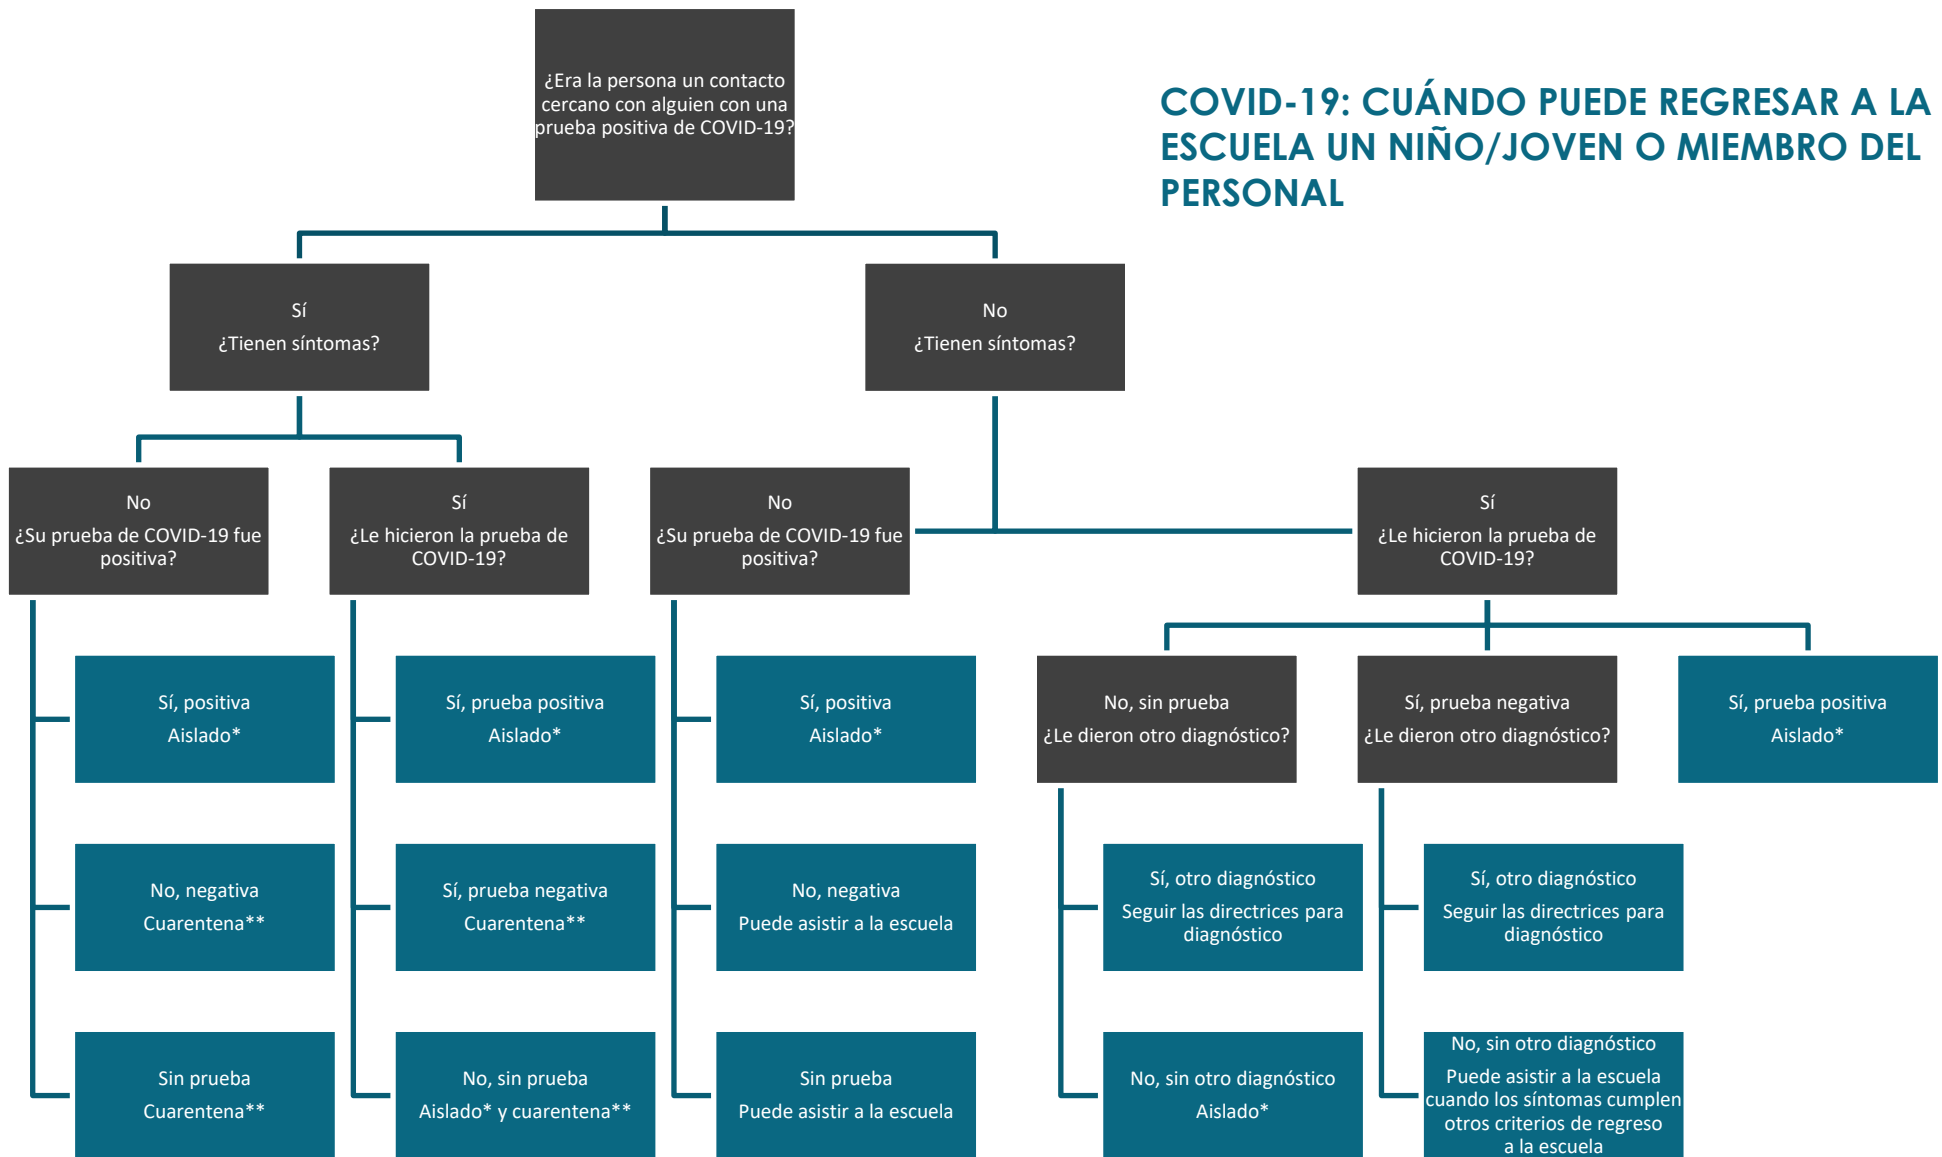 ¿Era la persona un contacto
cercano con alguien con una
prueba positiva de COVID-19?
COVID-19: CUÁNDO PUEDE REGRESAR A LA
ESCUELA UN NIÑO/JOVEN O MIEMBRO DEL
PERSONAL
Sí
¿Tienen síntomas?
No
¿Tienen síntomas?
No
¿Su prueba de COVID-19 fue
positiva?
Sí
¿Le hicieron la prueba de
COVID-19?
No
¿Su prueba de COVID-19 fue
positiva?
Sí
¿Le hicieron la prueba de
COVID-19?
Sí, positiva
Aislado*
Sí, prueba positiva
Aislado*
Sí, positiva
Aislado*
No, sin prueba
¿Le dieron otro diagnóstico?
Sí, prueba negativa
¿Le dieron otro diagnóstico?
Sí, prueba positiva
Aislado*
No, negativa
Cuarentena**
Sí, prueba negativa
Cuarentena**
No, negativa
Puede asistir a la escuela
Sí, otro diagnóstico
Seguir las directrices para
diagnóstico
Sí, otro diagnóstico
Seguir las directrices para
diagnóstico
Sin prueba
Cuarentena**
No, sin prueba
Aislado* y cuarentena**
Sin prueba
Puede asistir a la escuela
No, sin otro diagnóstico
Aislado*
No, sin otro diagnóstico
Puede asistir a la escuela
cuando los síntomas cumplen
otros criterios de regreso
a la escuela